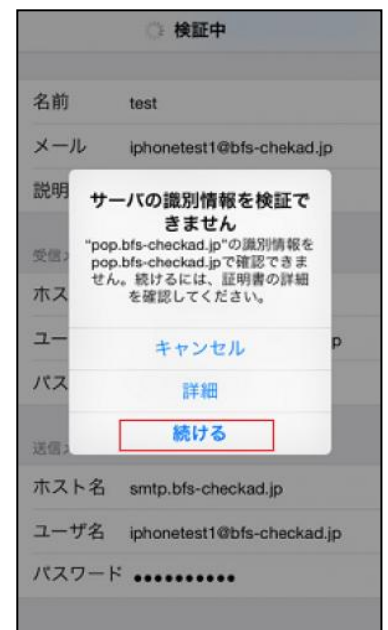 検証中
名前 test
メール iphonetest1@bfs-chekad.jp
説明
サーバの識別情報を検証で
きません
"pop.bfs-checkad.jp"の識別情報を
pop.bfs-checkad.jpで確認できま
せん。続けるには、証明書の詳細
を確認してください。
受信
ホス
ユー p
パス
キャンセル
詳細
続ける
送信
ホスト名 smtp.bfs-checkad.jp
ユーザ名 iphonetest1@bfs-checkad.jp
パスワード ●●●●●●●●●●